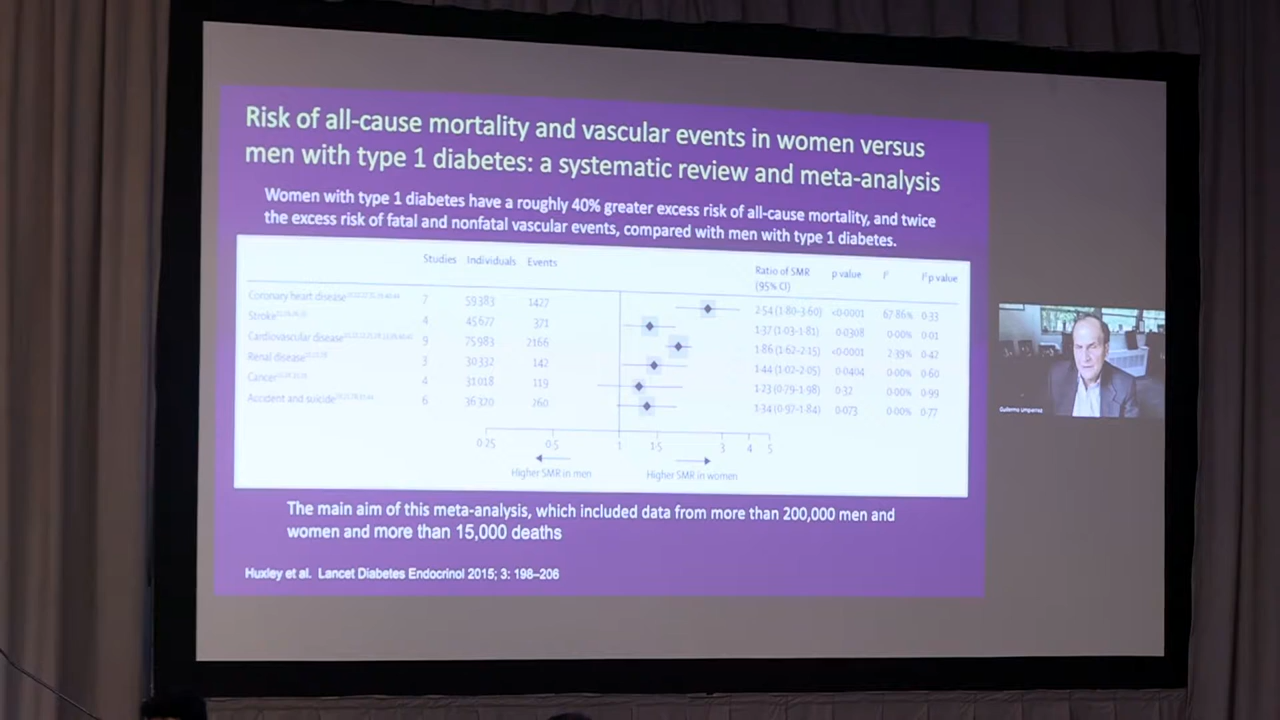 Risk of all-cause mortality and vascular events in women versus
men with type 1 diabetes: a systematic review and meta-analysis
Women with type 1 diabetes have a roughly 40% greater excess risk of all-cause mortality, and twice
the excess risk of fatal and nonfatal vascular events, compared with men with type 1 diabetes.
Studies Individuals Events Ratio of SMR (95% CI) p value I² I² p value
Coronary heart disease 7 59383 1427 2·54 (1·80–3·60) <0·0001 67·86% 0·33
Stroke 4 45677 371 1·37 (1·03–1·81) 0·0308 0·00% 0·01
Cardiovascular disease 9 75983 2166 1·86 (1·62–2·15) <0·0001 2·39% 0·42
Renal disease 3 30332 142 1·44 (1·02–2·05) 0·0404 0·00% 0·60
Cancer 4 31018 119 1·23 (0·79–1·98) 0·32 0·00% 0·99
Accident and suicide 6 36320 260 1·34 (0·97–1·84) 0·073 0·00% 0·77
0·25 0·5 1 1·5 3 4 5
Higher SMR in men Higher SMR in women
The main aim of this meta-analysis, which included data from more than 200,000 men and
women and more than 15,000 deaths
Huxley et al. Lancet Diabetes Endocrinol 2015; 3: 198–206